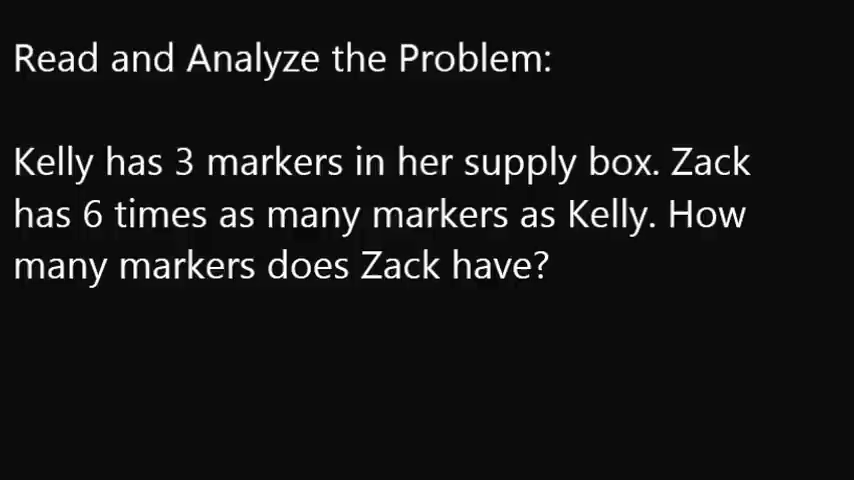 Read and Analyze the Problem:
Kelly has 3 markers in her supply box. Zack
has 6 times as many markers as Kelly. How
many markers does Zack have?